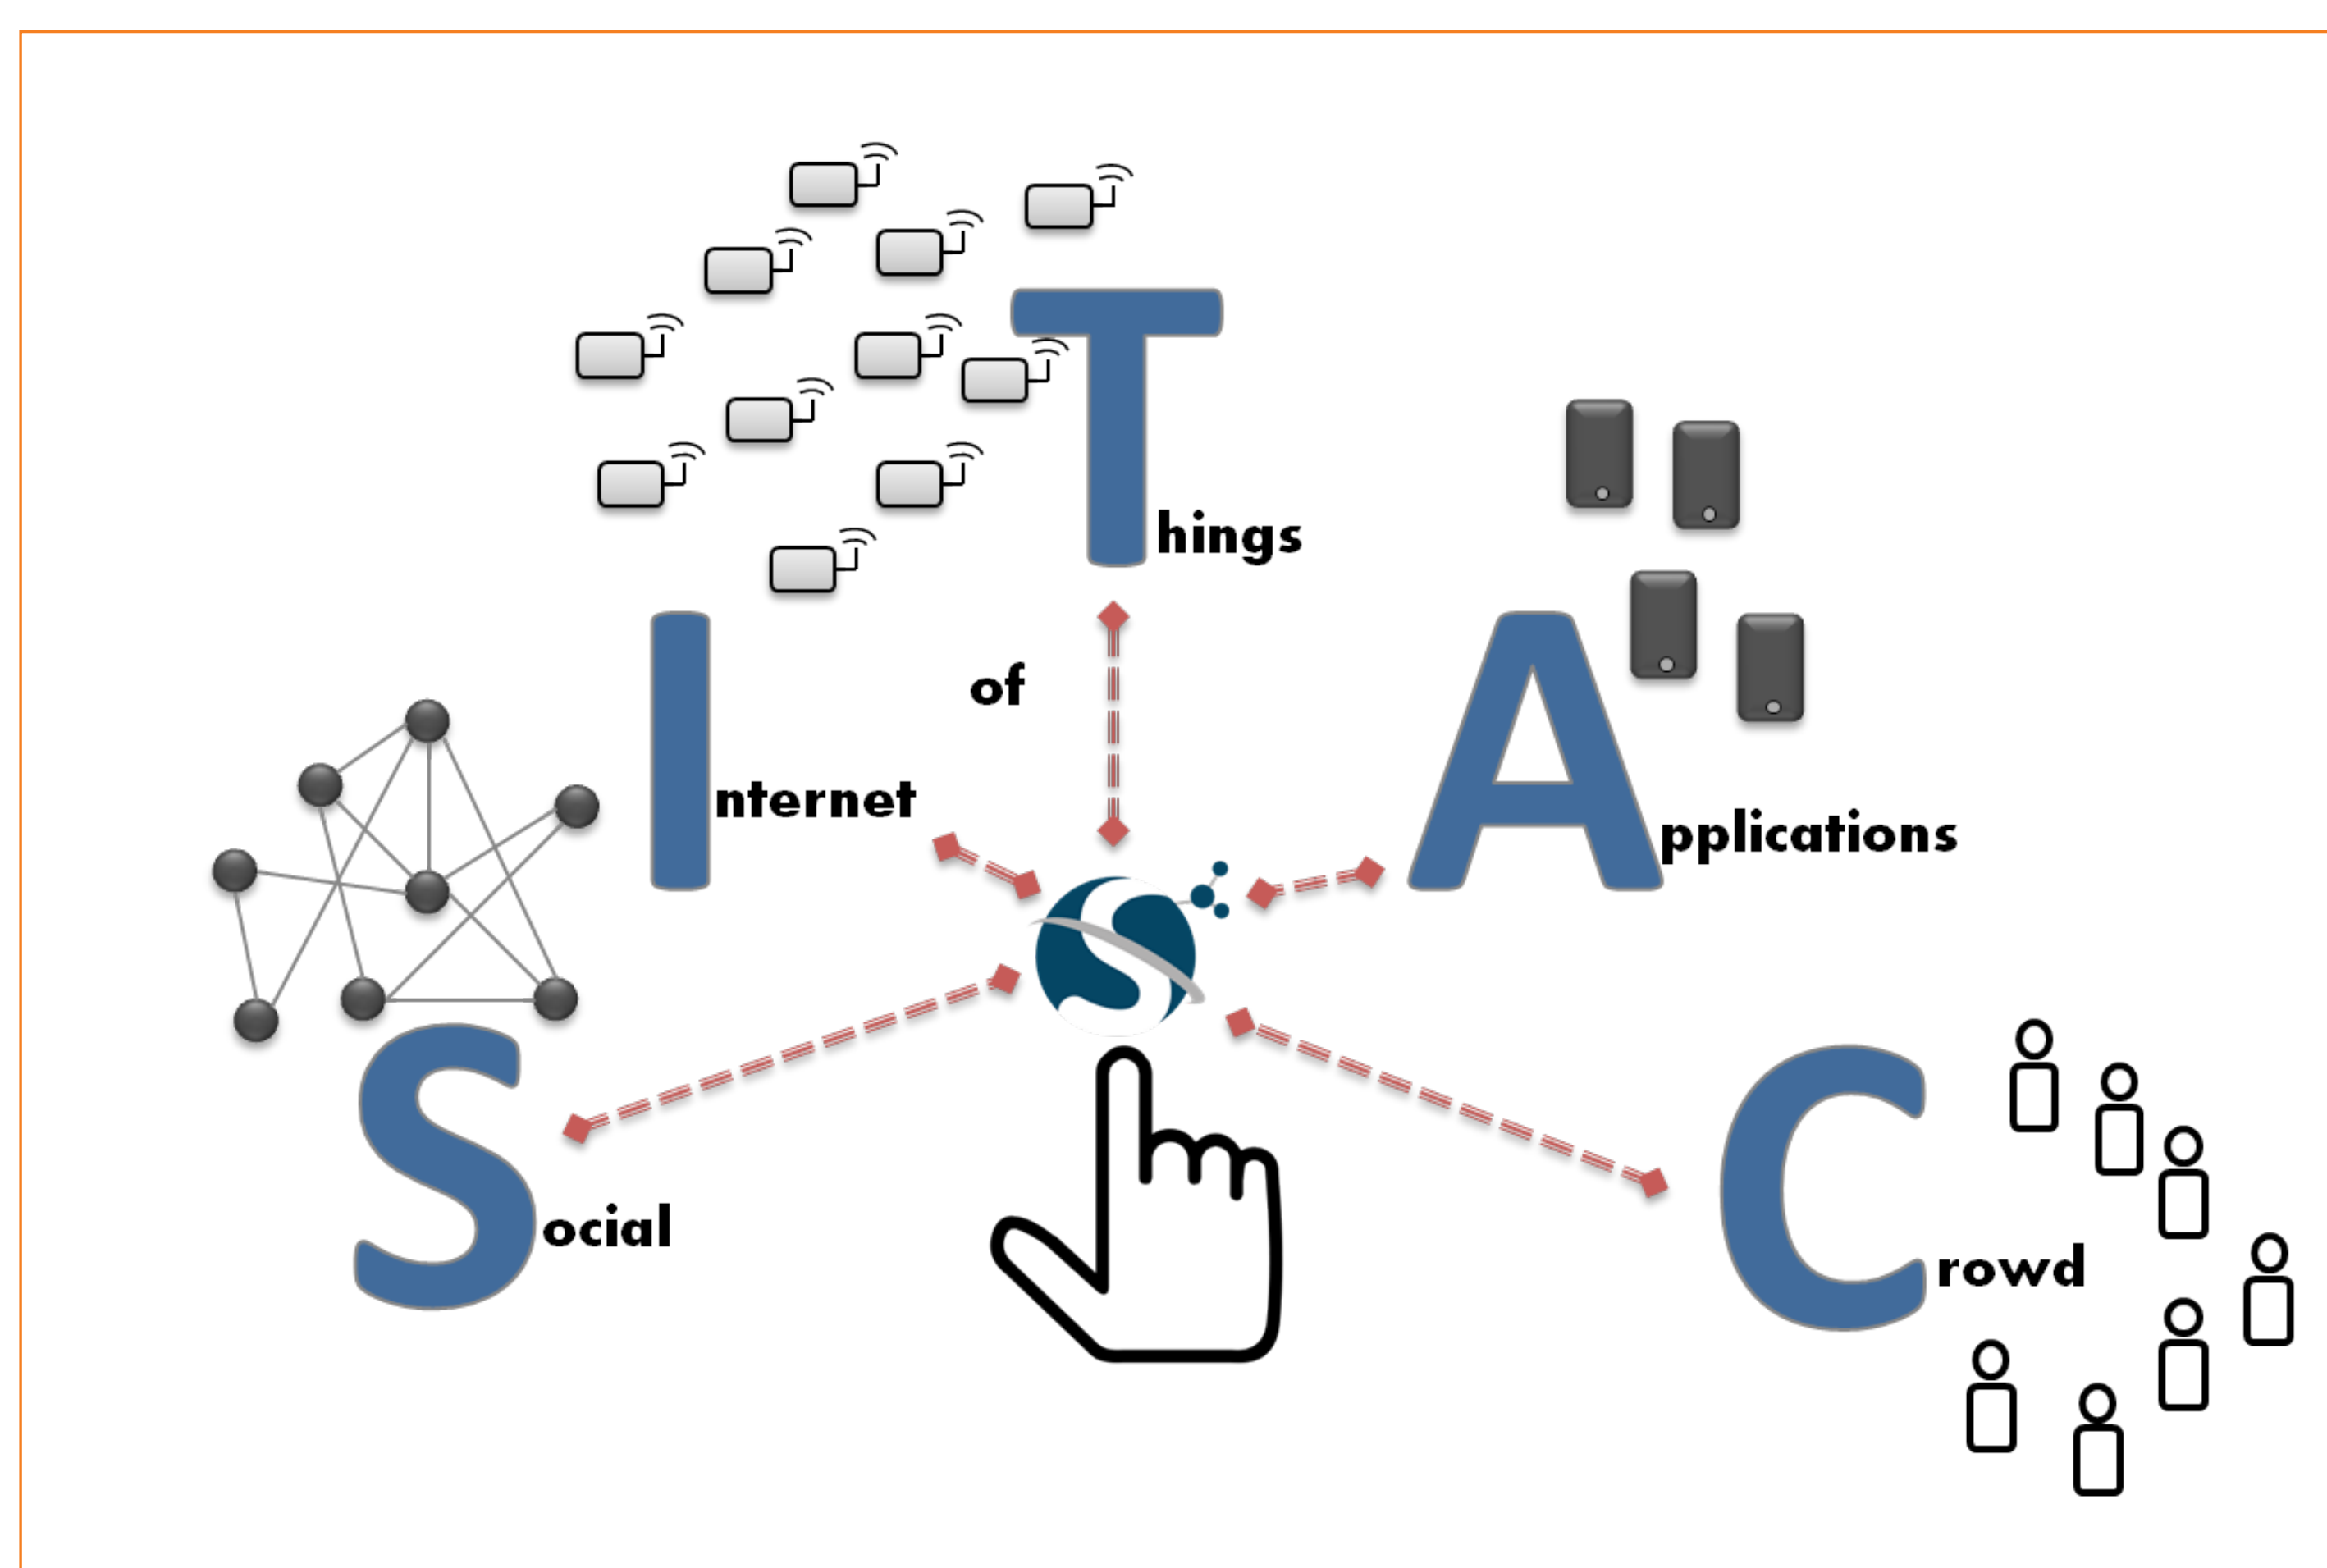 Social
Internet
of
Things
Applications
Crowd
S